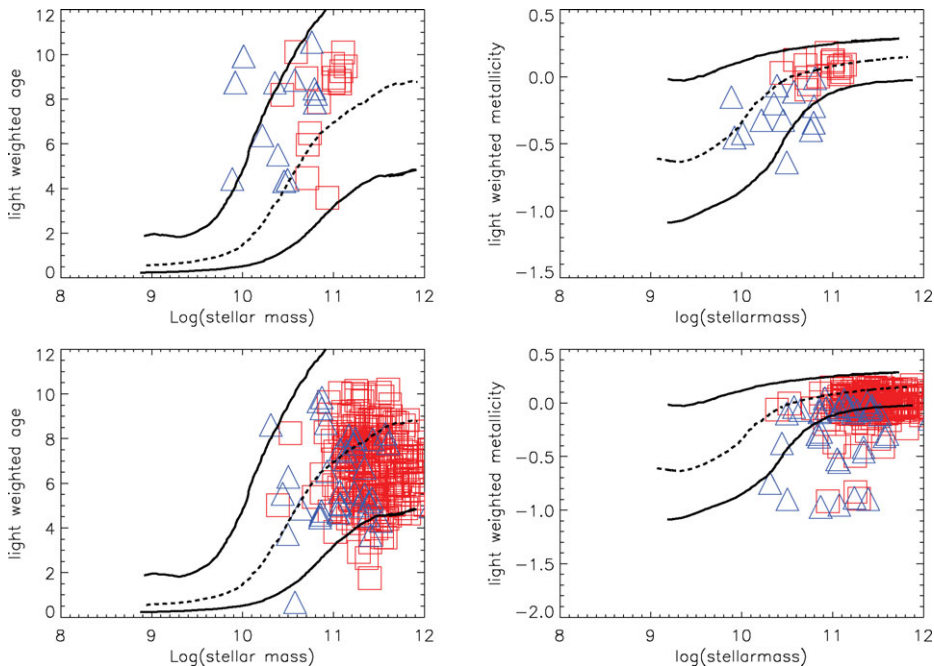 light weighted age
12
10
8
6
4
2
0
8 9 10 11 12
Log(stellar mass)
light weighted metallicity
0.5
0.0
−0.5
−1.0
−1.5
8 9 10 11 12
log(stellarmass)
light weighted age
12
10
8
6
4
2
0
8 9 10 11 12
Log(stellar mass)
light weighted metallicity
0.5
0.0
−0.5
−1.0
−1.5
−2.0
8 9 10 11 12
log(stellarmass)